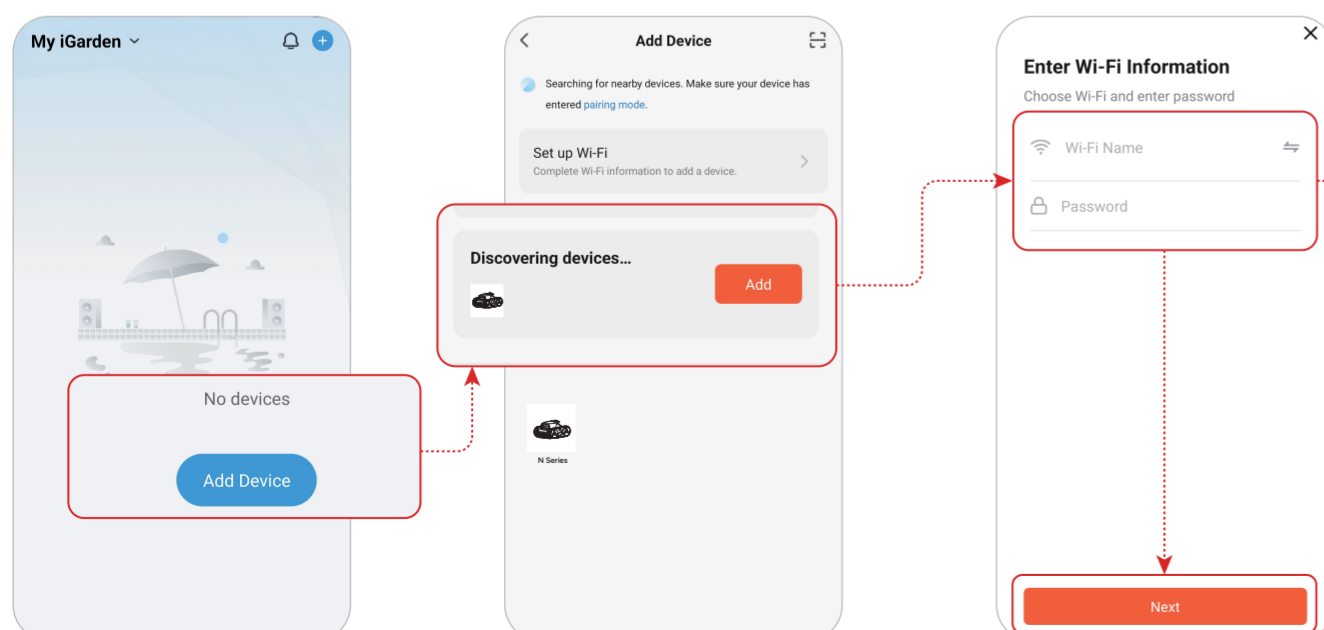 My iGarden
No devices
Add Device
Add Device
Searching for nearby devices. Make sure your device has
entered pairing mode.
Set up Wi-Fi
Complete Wi-Fi information to add a device.
Discovering devices...
Add
N Series
Enter Wi-Fi Information
Choose Wi-Fi and enter password
Wi-Fi Name
Password
Next